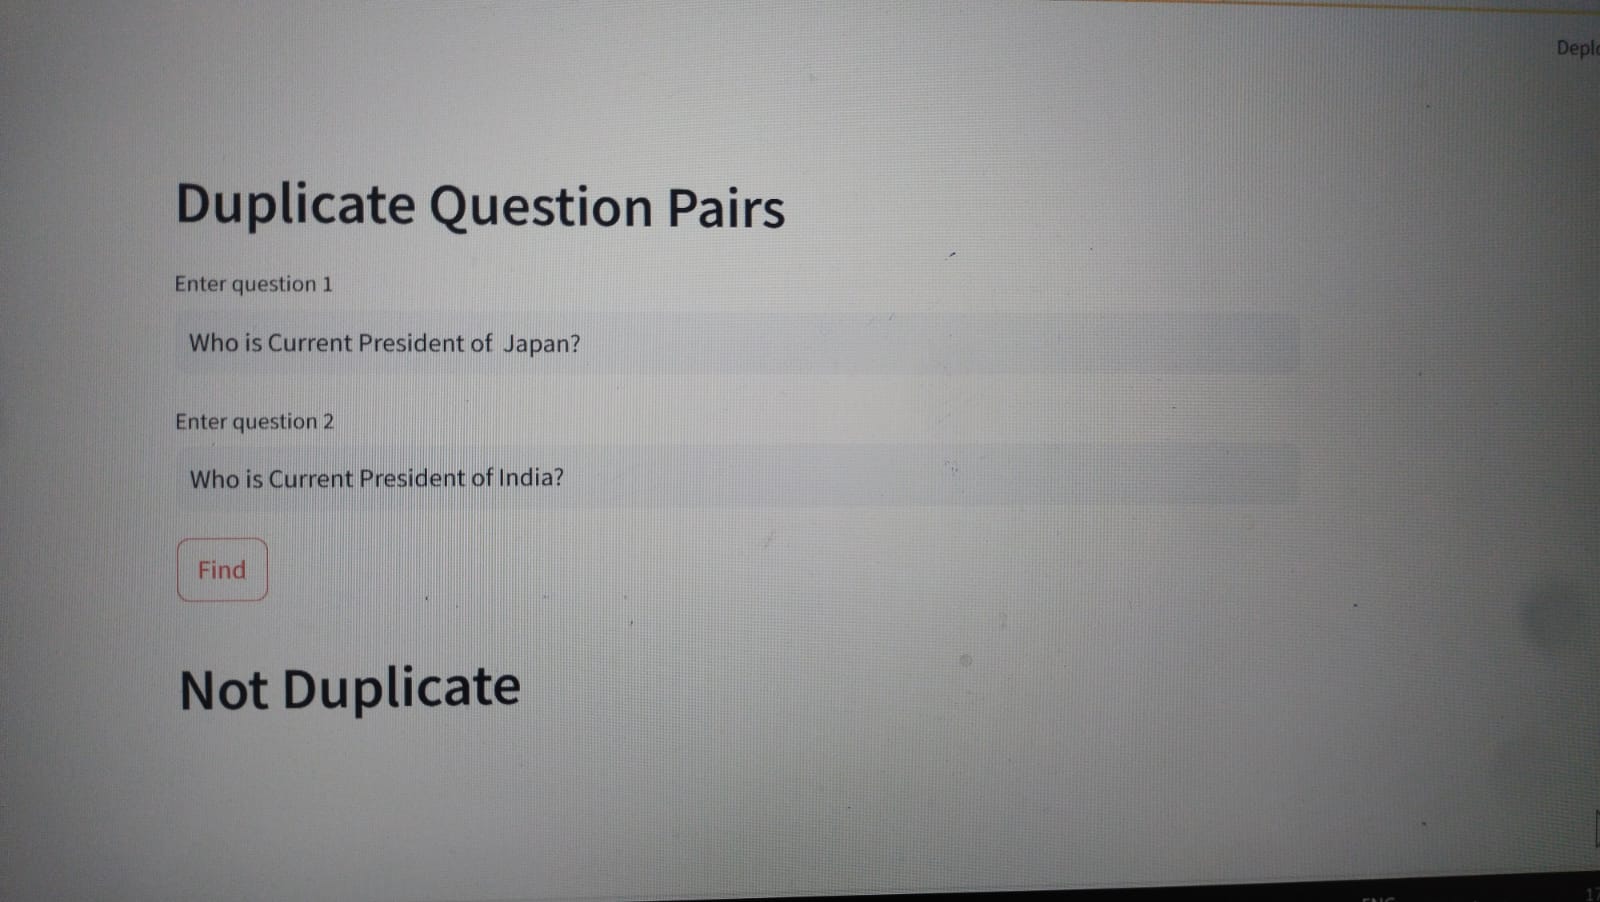 Duplicate Question Pairs
Enter question 1
Who is Current President of  Japan?
Enter question 2
Who is Current President of India?
Find
Not Duplicate